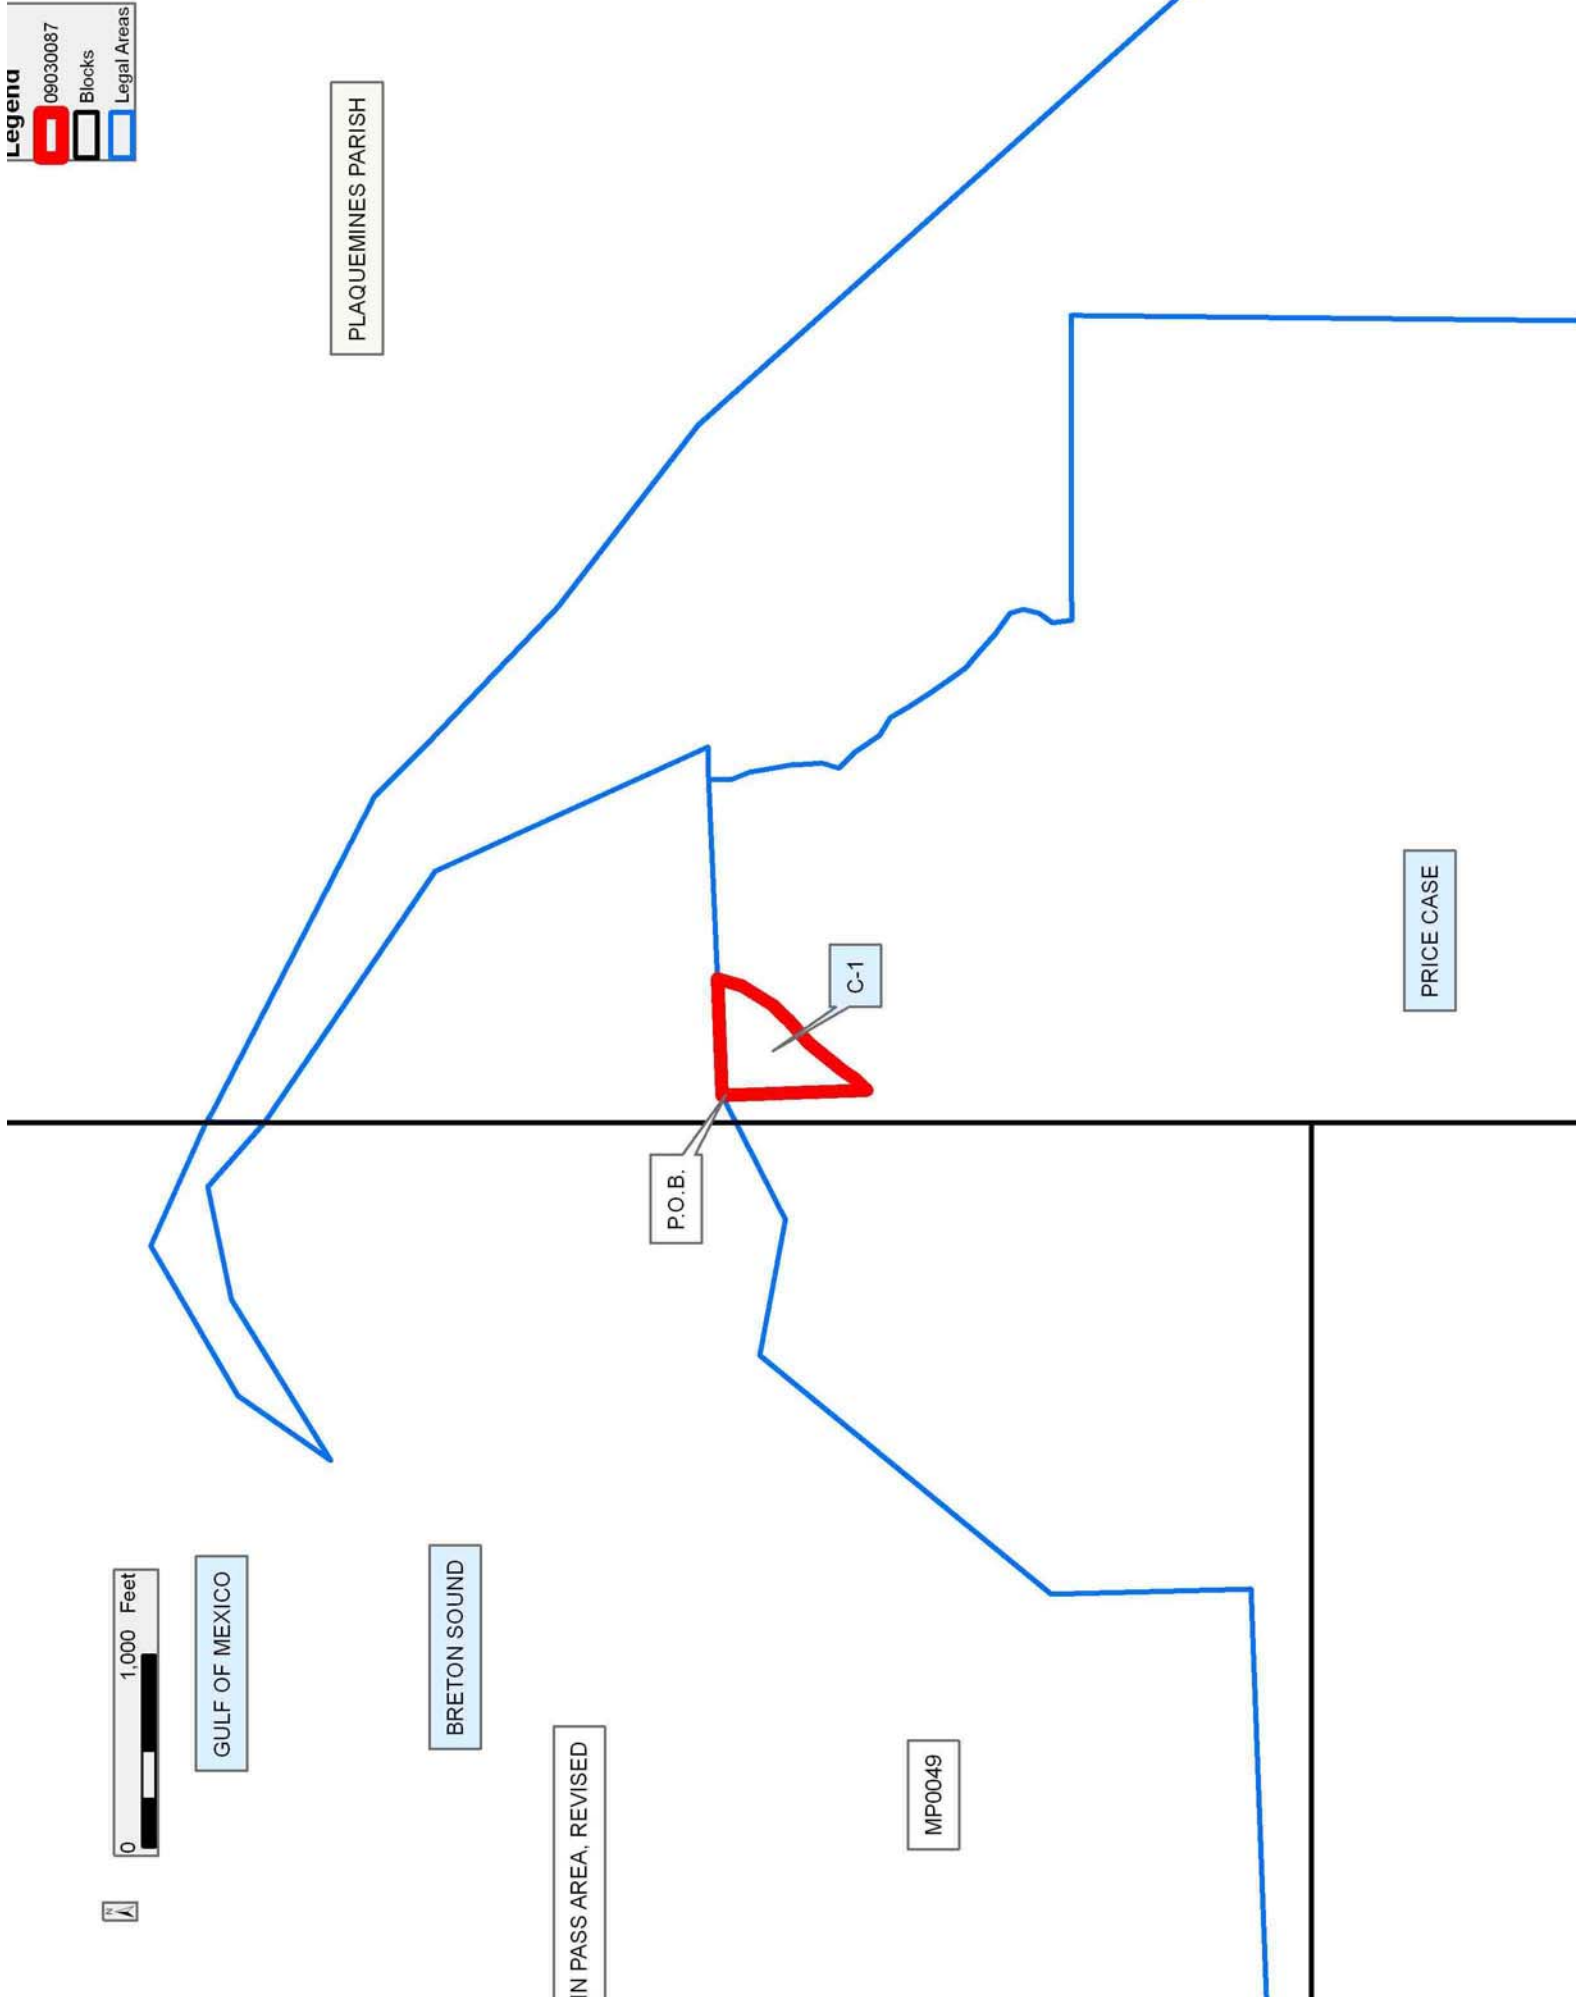 Legend
09030087
Blocks
Legal Areas
PLAQUEMINES PARISH
C-1
PRICE CASE
P.O.B.
0 1,000 Feet
N
GULF OF MEXICO
BRETON SOUND
IN PASS AREA, REVISED
MP0049